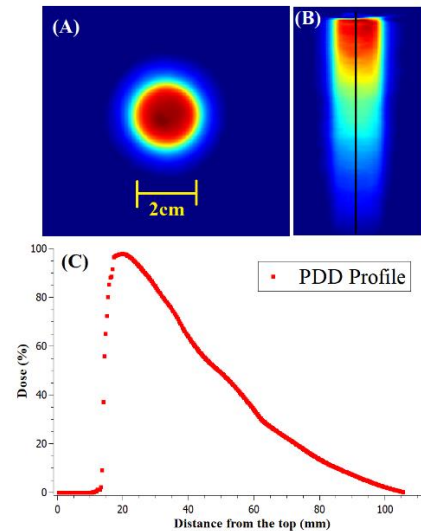 (A)
(B)
2cm
(C)
PDD Profile
100
80
60
40
20
0
Dose (%)
0 20 40 60 80 100
Distance from the top (mm)